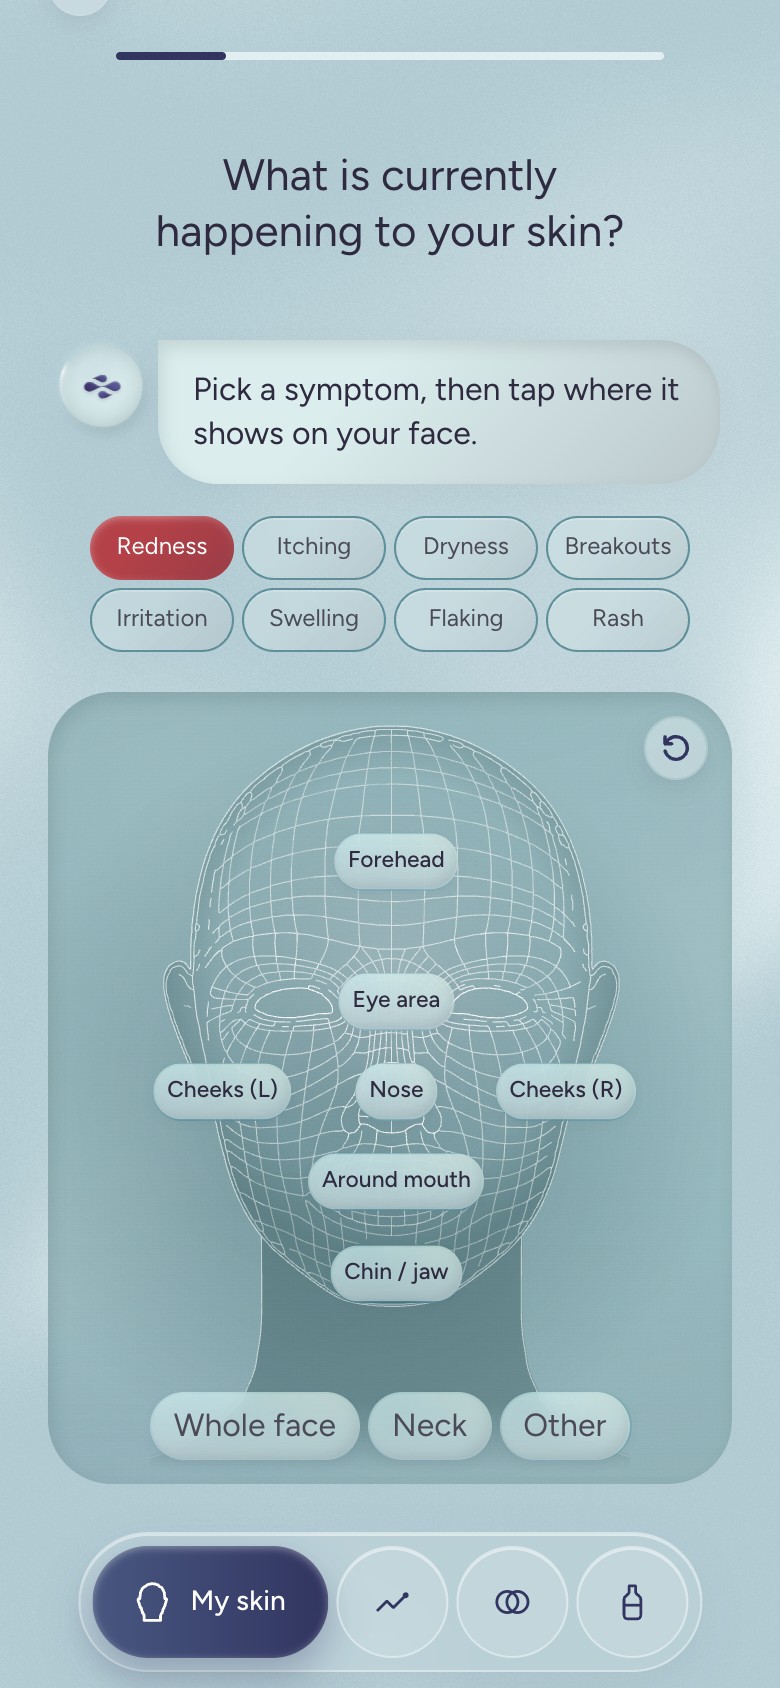 What is currently
happening to your skin?
Pick a symptom, then tap where it
shows on your face.
Redness Itching Dryness Breakouts
Irritation Swelling Flaking Rash
Forehead
Eye area
Cheeks (L) Nose Cheeks (R)
Around mouth
Chin / jaw
Whole face Neck Other
My skin